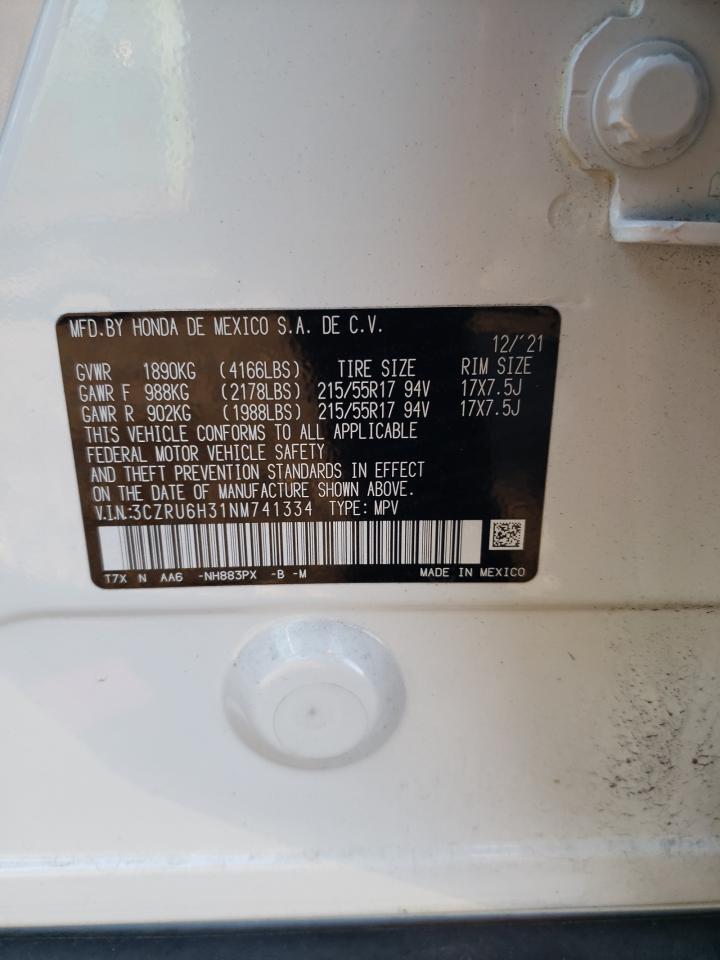 MFD.BY HONDA DE MEXICO S.A. DE C.V.
12/'21
GVWR 1890KG (4166LBS) TIRE SIZE RIM SIZE
GAWR F 988KG (2178LBS) 215/55R17 94V 17X7.5J
GAWR R 902KG (1988LBS) 215/55R17 94V 17X7.5J
THIS VEHICLE CONFORMS TO ALL APPLICABLE
FEDERAL MOTOR VEHICLE SAFETY
AND THEFT PREVENTION STANDARDS IN EFFECT
ON THE DATE OF MANUFACTURE SHOWN ABOVE.
V.I.N.:3CZRU6H31NM741334 TYPE: MPV
T7X N AA6 -NH883PX -B -M MADE IN MEXICO